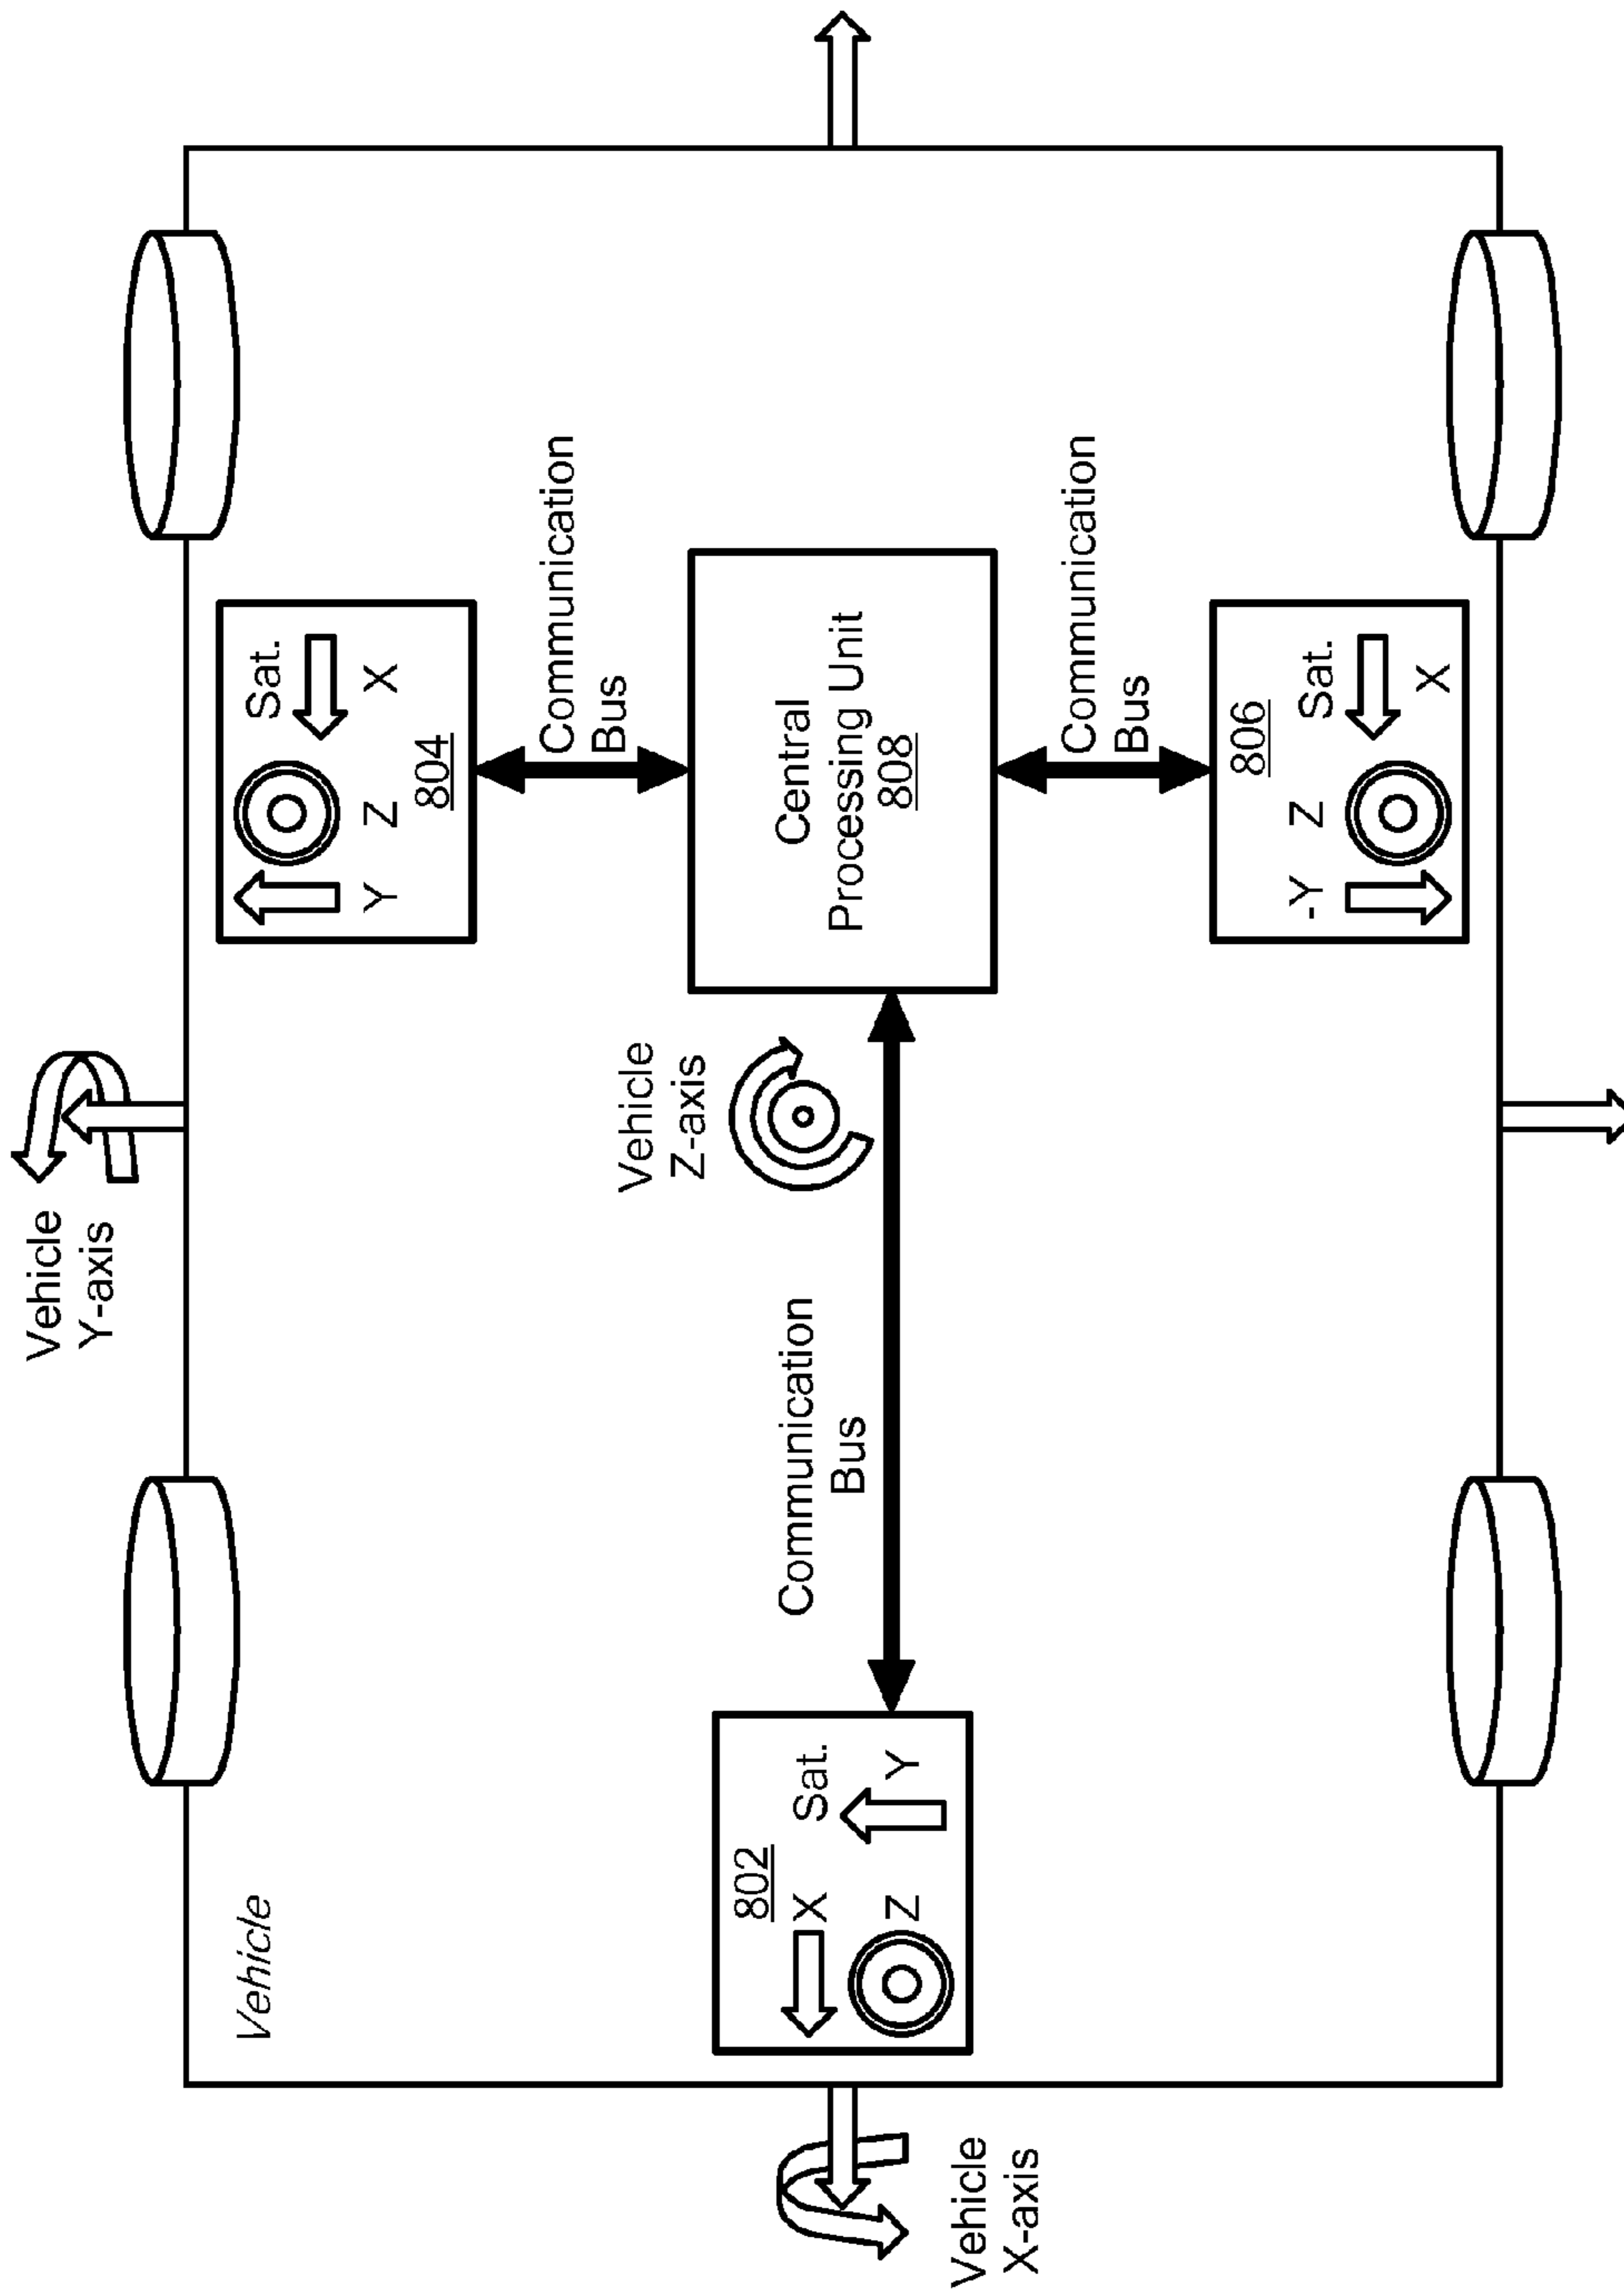 Vehicle
Y-axis
Vehicle
Sat.
Y Z X
804
Communication
Bus
Vehicle
Z-axis
802
X Sat.
Z Y
Communication
Bus
Central
Processing Unit
808
Vehicle
X-axis
Communication
Bus
806
-Y Z Sat.
X